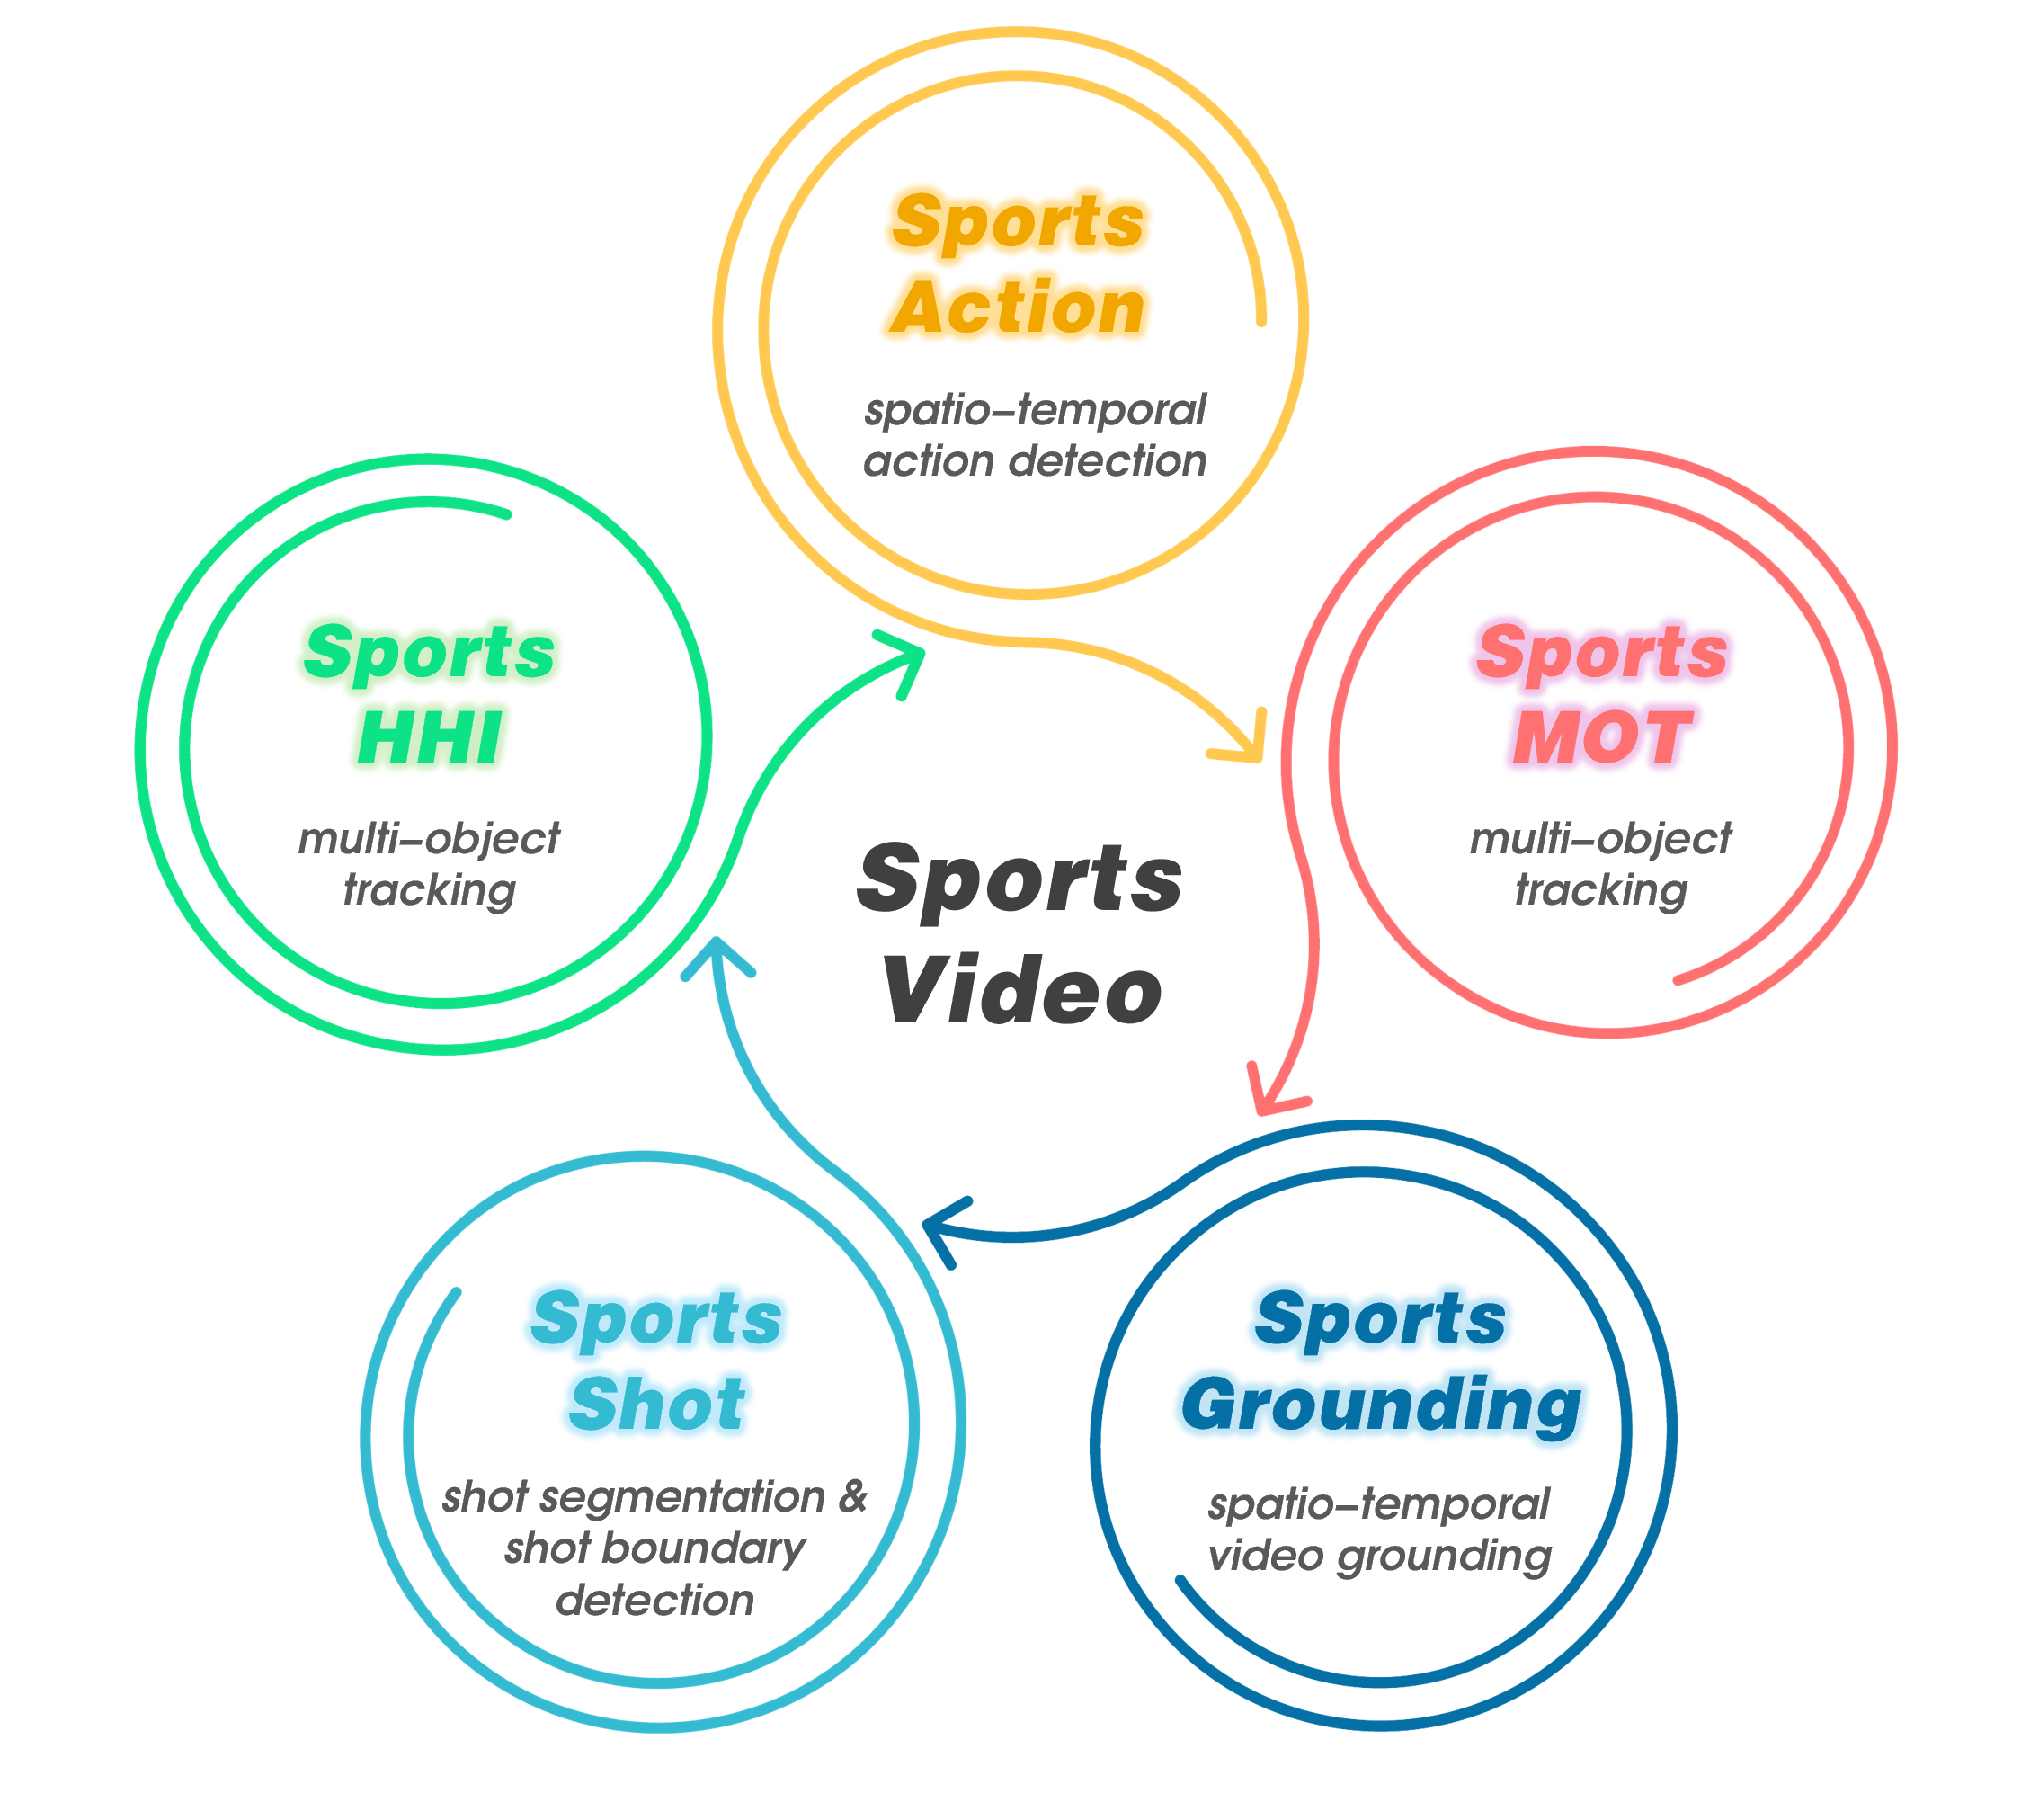 Sports
Action
spatio-temporal
action detection
Sports
HHI
multi-object
tracking
Sports
MOT
multi-object
tracking
Sports
Video
Sports
Shot
shot segmentation &
shot boundary
detection
Sports
Grounding
spatio-temporal
video grounding